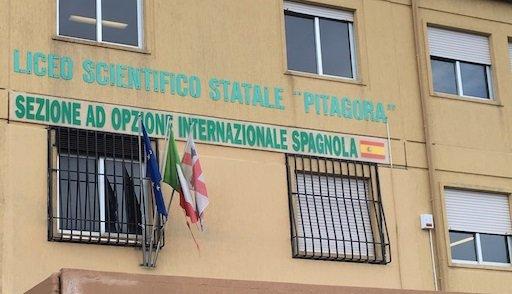 LICEO SCIENTIFICO STATALE "PITAGORA"
SEZIONE AD OPZIONE INTERNAZIONALE SPAGNOLA